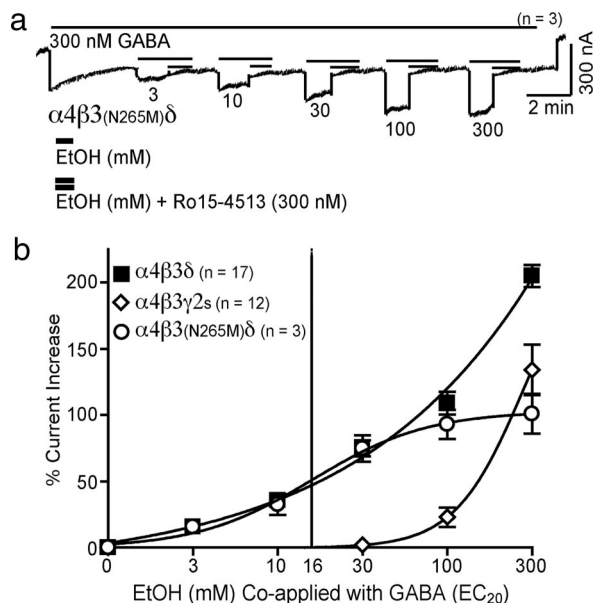 a
(n = 3)
300 nM GABA
3 10 30 100 300
300 nA
2 min
α4β3(N265M)δ
EtOH (mM)
EtOH (mM) + Ro15-4513 (300 nM)
b
α4β3δ (n = 17)
α4β3γ2s (n = 12)
α4β3(N265M)δ (n = 3)
% Current Increase
200
150
100
50
0
0 3 10 16 30 100 300
EtOH (mM) Co-applied with GABA (EC20)